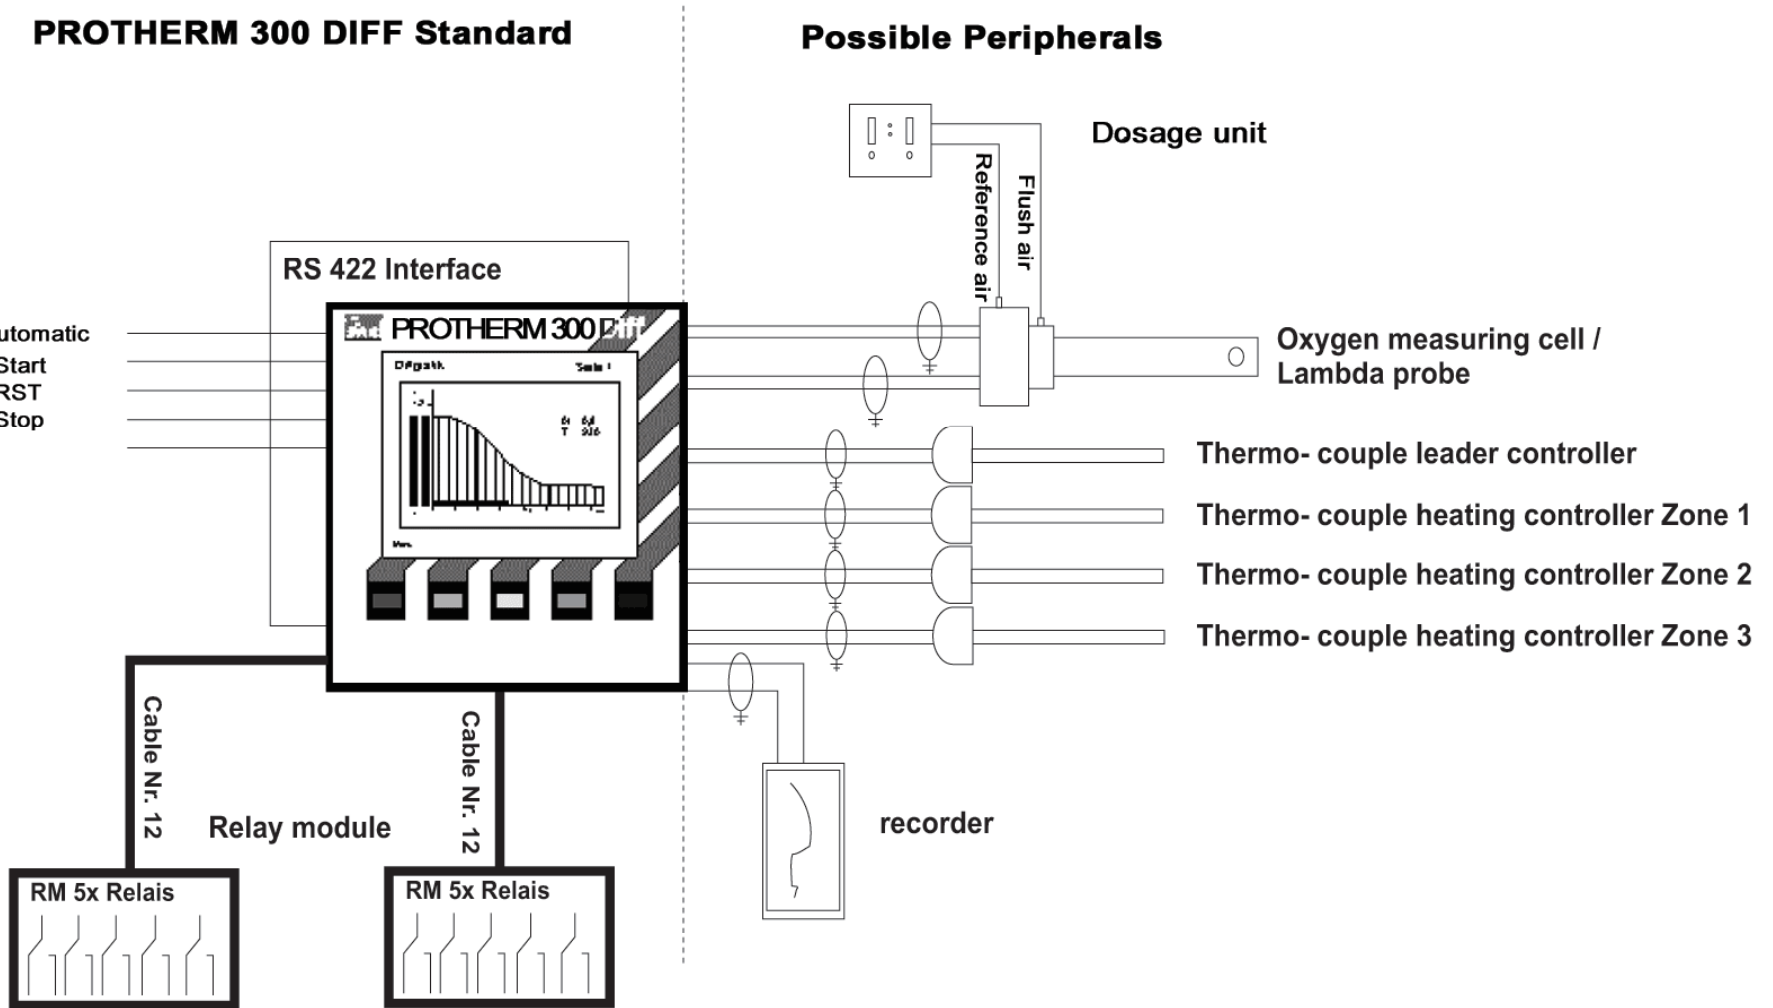 PROTHERM 300 DIFF Standard
Possible Peripherals
Dosage unit
Reference air
Flush air
RS 422 Interface
utomatic
Start
RST
Stop
PROTHERM 300 Diff
Oxygen measuring cell /
Lambda probe
Thermo- couple leader controller
Thermo- couple heating controller Zone 1
Thermo- couple heating controller Zone 2
Thermo- couple heating controller Zone 3
Cable Nr. 12
Cable Nr. 12
Relay module
recorder
RM 5x Relais
RM 5x Relais